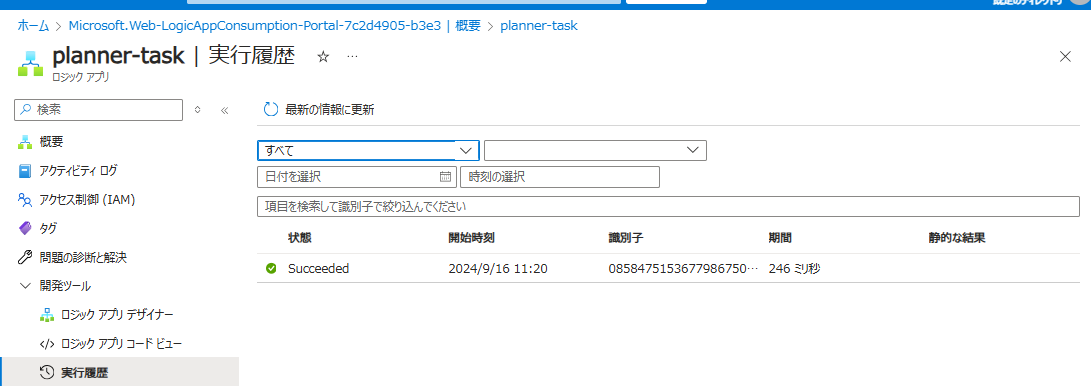 ホーム > Microsoft.Web-LogicAppConsumption-Portal-7c2d4905-b3e3 | 概要 > planner-task
planner-task | 実行履歴 ☆ …
ロジック アプリ
検索
概要
アクティビティ ログ
アクセス制御 (IAM)
タグ
問題の診断と解決
開発ツール
ロジック アプリ デザイナー
</> ロジック アプリ コード ビュー
実行履歴
最新の情報に更新
すべて
日付を選択 時刻の選択
項目を検索して識別子で絞り込んでください
状態 開始時刻 識別子 期間 静的な結果
Succeeded 2024/9/16 11:20 0858475153677986750… 246 ミリ秒